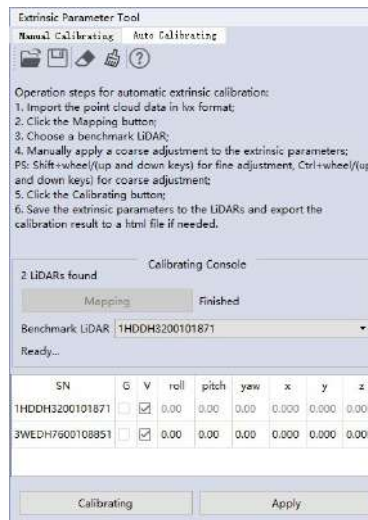 Extrinsic Parameter Tool
Manual Calibrating Auto Calibrating
Operation steps for automatic extrinsic calibration:
1. Import the point cloud data in lvx format;
2. Click the Mapping button;
3. Choose a benchmark LiDAR;
4. Manually apply a coarse adjustment to the extrinsic parameters;
PS: Shift+wheel/(up and down keys) for fine adjustment, Ctrl+wheel/(up
and down keys) for coarse adjustment;
5. Click the Calibrating button;
6. Save the extrinsic parameters to the LiDARs and export the
calibration result to a html file if needed.
Calibrating Console
2 LiDARs found
Mapping Finished
Benchmark LiDAR 1HDDH3200101871
Ready...
SN G V roll pitch yaw x y z
1HDDH3200101871 0.00 0.00 0.00 0.000 0.000 0.00
3WEDH7600108851 0.00 0.00 0.00 0.000 0.000 0.00
Calibrating Apply